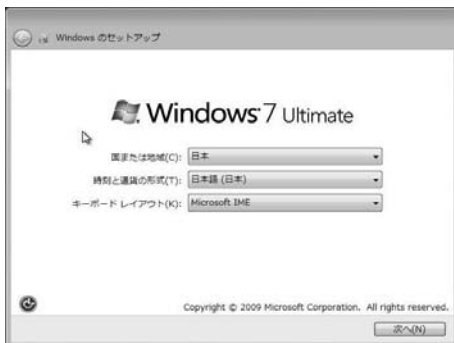 Windows のセットアップ
Windows 7 Ultimate
国または地域(C): 日本
時刻と通貨の形式(T): 日本語 (日本)
キーボード レイアウト(K): Microsoft IME
Copyright © 2009 Microsoft Corporation. All rights reserved.
次へ(N)